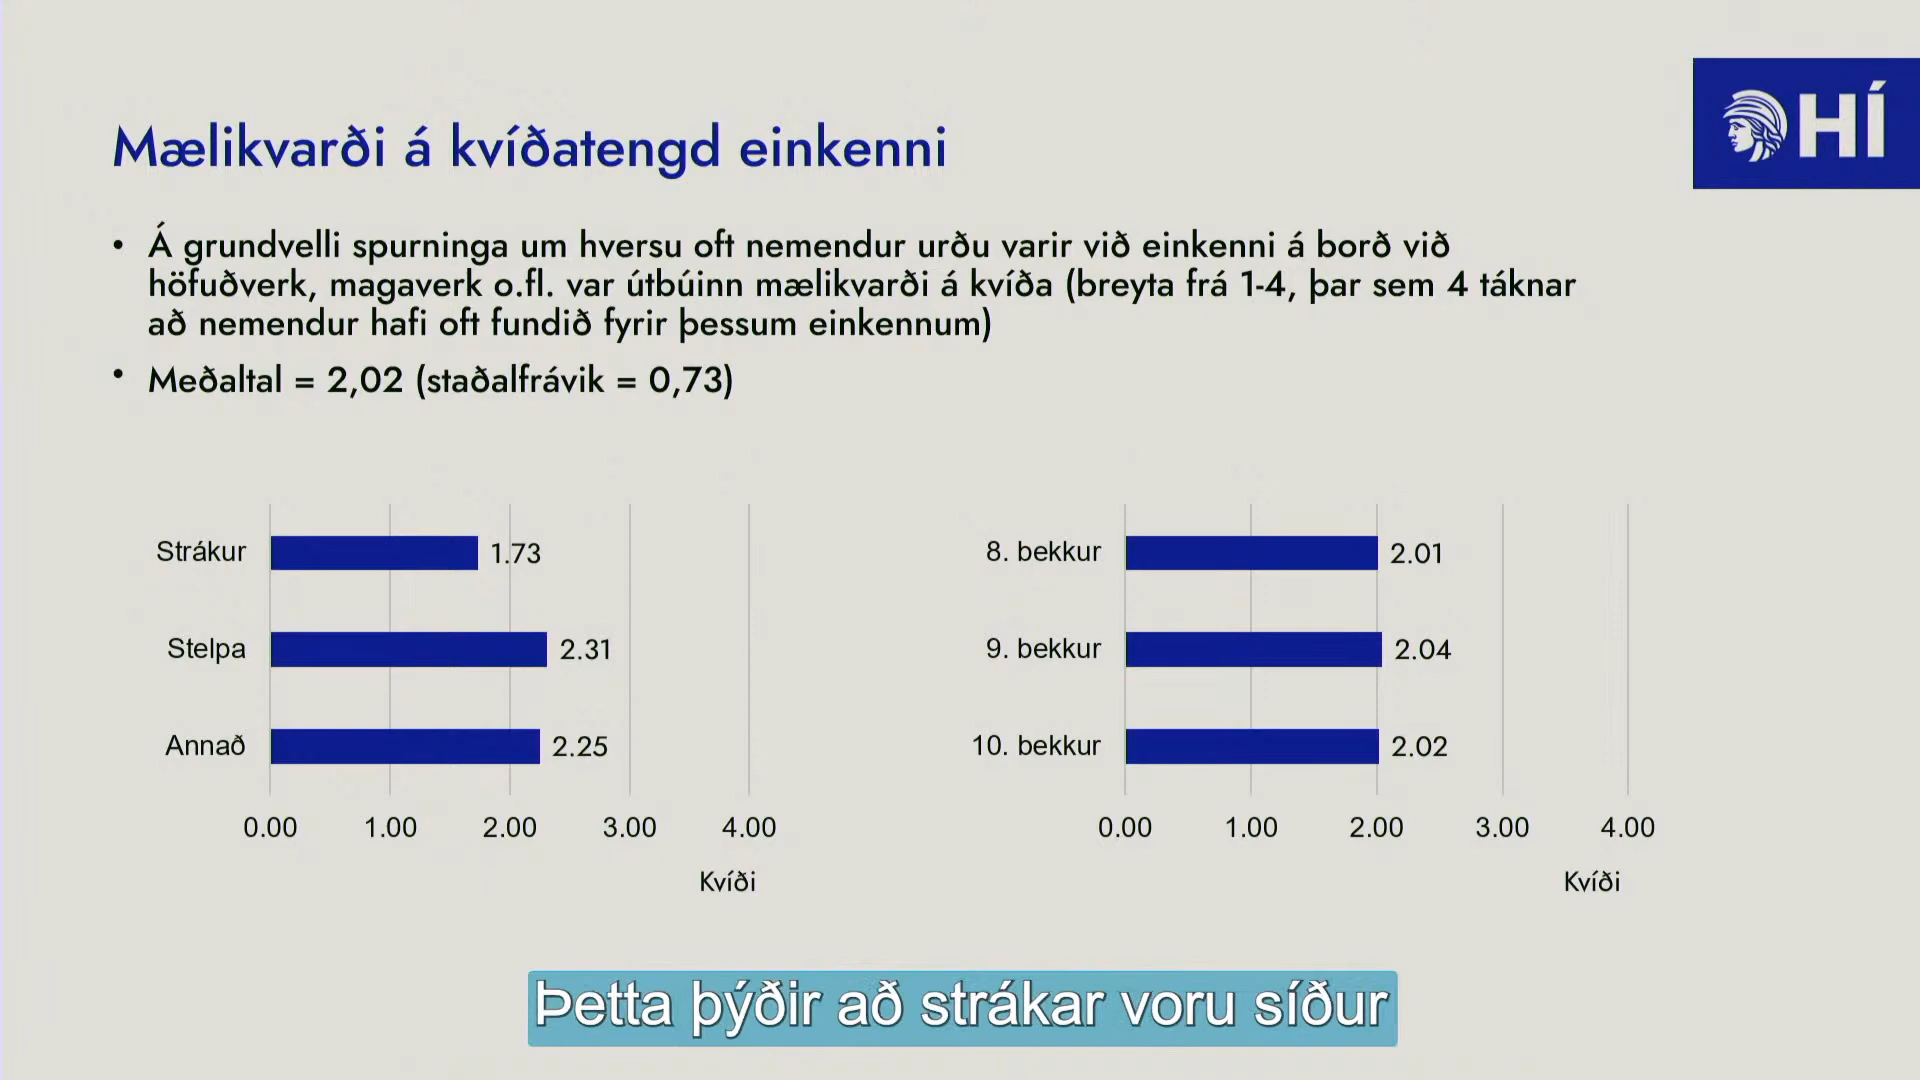 HÍ
Mælikvarði á kvíðatengd einkenni
• Á grundvelli spurninga um hversu oft nemendur urðu varir við einkenni á borð við
höfuðverk, magaverk o.fl. var útbúinn mælikvarði á kvíða (breyta frá 1-4, þar sem 4 táknar
að nemendur hafi oft fundið fyrir þessum einkennum)
• Meðaltal = 2,02 (staðalfrávik = 0,73)
Strákur 1.73
Stelpa 2.31
Annað 2.25
0.00 1.00 2.00 3.00 4.00
Kvíði
8. bekkur 2.01
9. bekkur 2.04
10. bekkur 2.02
0.00 1.00 2.00 3.00 4.00
Kvíði
Þetta þýðir að strákar voru síður